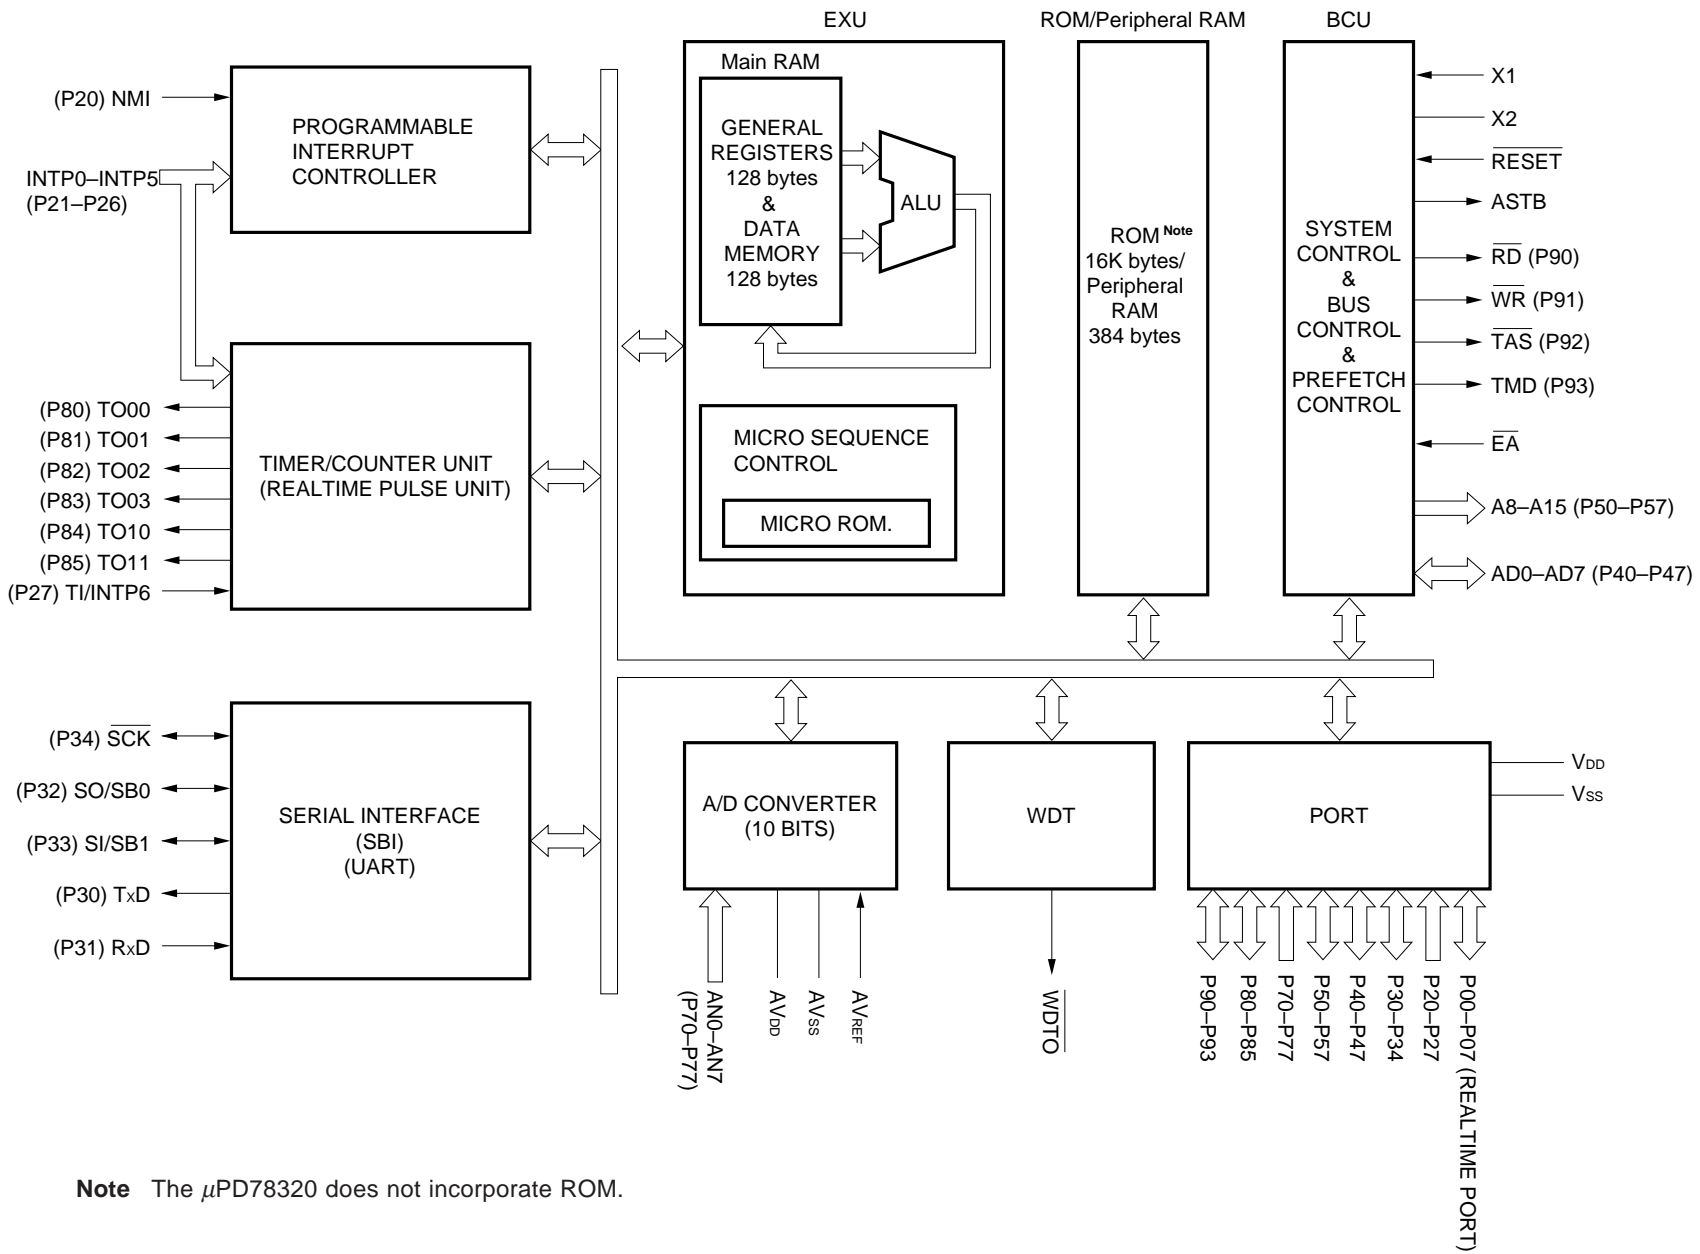 EXU
ROM/Peripheral RAM
BCU
(P20) NMI
INTP0–INTP5
(P21–P26)
PROGRAMMABLE
INTERRUPT
CONTROLLER
(P80) TO00
(P81) TO01
(P82) TO02
(P83) TO03
(P84) TO10
(P85) TO11
(P27) TI/INTP6
TIMER/COUNTER UNIT
(REALTIME PULSE UNIT)
(P34) SCK
(P32) SO/SB0
(P33) SI/SB1
(P30) TxD
(P31) RxD
SERIAL INTERFACE
(SBI)
(UART)
Main RAM
GENERAL
REGISTERS
128 bytes
&
DATA
MEMORY
128 bytes
ALU
MICRO SEQUENCE
CONTROL
MICRO ROM.
ROM Note
16K bytes/
Peripheral
RAM
384 bytes
SYSTEM
CONTROL
&
BUS
CONTROL
&
PREFETCH
CONTROL
X1
X2
RESET
ASTB
RD (P90)
WR (P91)
TAS (P92)
TMD (P93)
EA
A8–A15 (P50–P57)
AD0–AD7 (P40–P47)
A/D CONVERTER
(10 BITS)
AN0–AN7
(P70–P77)
AVDD
AVSS
AVREF
WDT
WDTO
PORT
VDD
VSS
P90–P93
P80–P85
P70–P77
P50–P57
P40–P47
P30–P34
P20–P27
P00–P07 (REALTIME PORT)
Note The μPD78320 does not incorporate ROM.